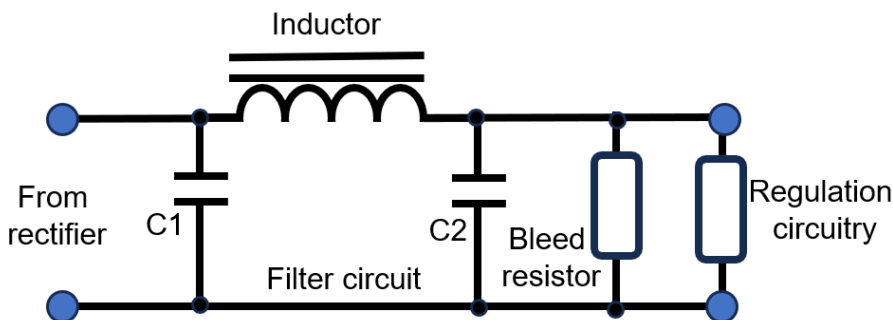 Inductor
From
rectifier
C1
C2
Filter circuit
Bleed
resistor
Regulation
circuitry